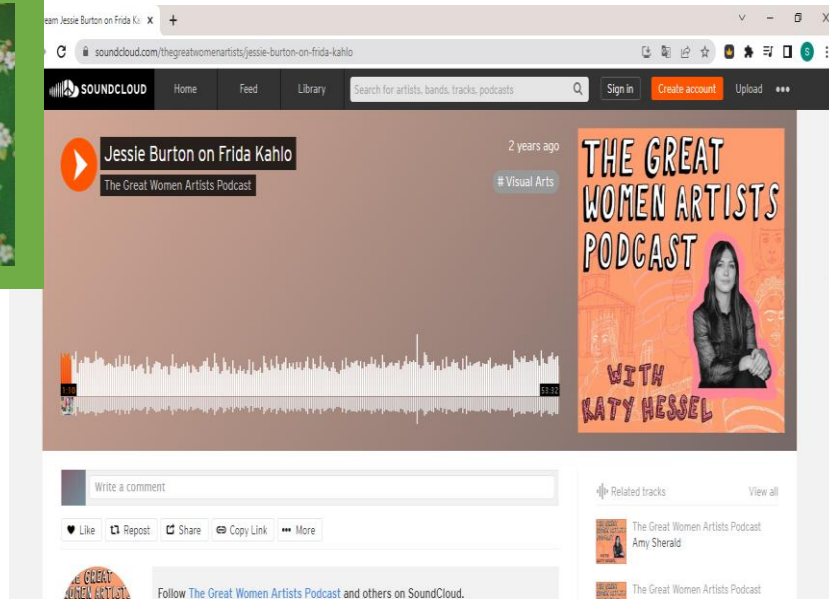 eam Jessie Burton on Frida Ka
soundcloud.com/thegreatwomenartists/jessie-burton-on-frida-kahlo
S
SOUNDCLOUD
Home Feed Library Search for artists, bands, tracks, podcasts Sign in Create account Upload
Jessie Burton on Frida Kahlo
The Great Women Artists Podcast
2 years ago
# Visual Arts
1:10
53:32
THE GREAT
WOMEN ARTISTS
PODCAST
WITH
KATY HESSEL
Write a comment
Like Repost Share Copy Link More
Follow The Great Women Artists Podcast and others on SoundCloud.
Related tracks View all
The Great Women Artists Podcast
Amy Sherald
The Great Women Artists Podcast